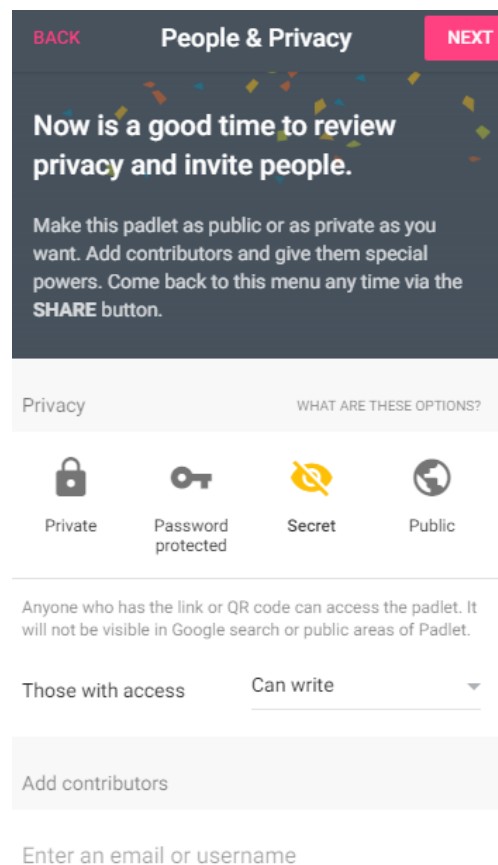 BACK People & Privacy NEXT
Now is a good time to review
privacy and invite people.
Make this padlet as public or as private as you
want. Add contributors and give them special
powers. Come back to this menu any time via the
SHARE button.
Privacy WHAT ARE THESE OPTIONS?
Private Password protected Secret Public
Anyone who has the link or QR code can access the padlet. It
will not be visible in Google search or public areas of Padlet.
Those with access Can write
Add contributors
Enter an email or username